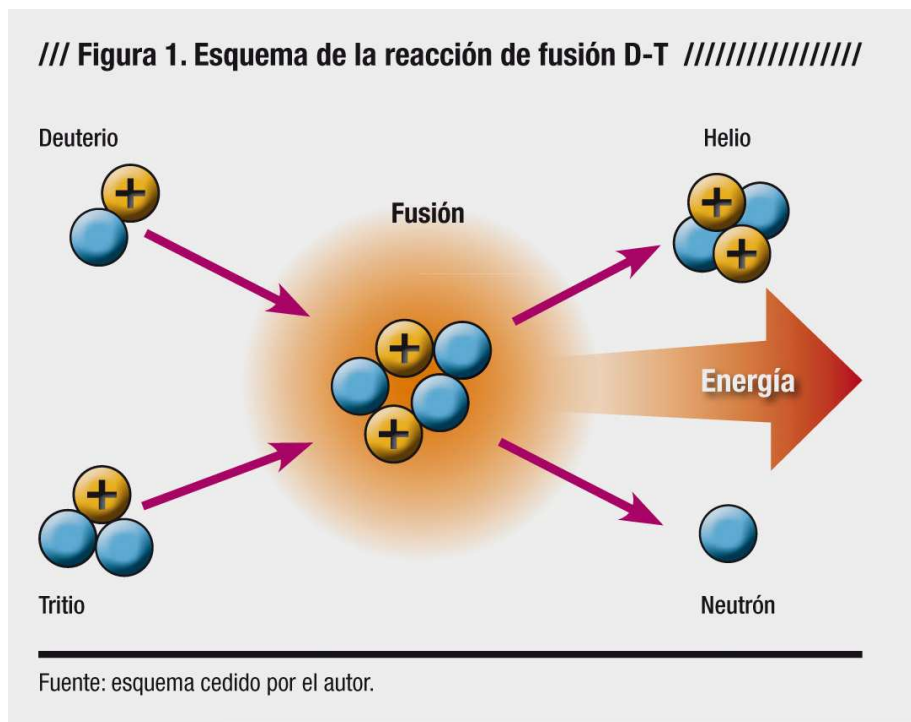 /// Figura 1. Esquema de la reacción de fusión D-T ////////////////
Deuterio
Helio
Fusión
+
+
+
+
+
Energía
+
Tritio
Neutrón
Fuente: esquema cedido por el autor.